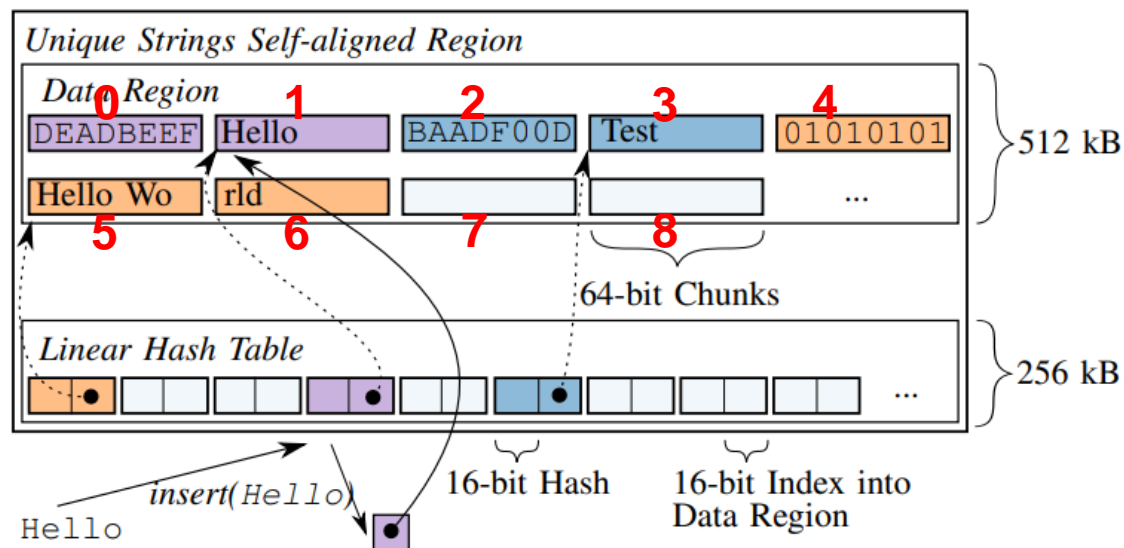 Unique Strings Self-aligned Region
Data Region
0 1 2 3 4
DEADBEEF Hello BAADF00D Test 01010101
512 kB
Hello Wo rld ...
5 6 7 8
64-bit Chunks
Linear Hash Table
256 kB
...
16-bit Hash
16-bit Index into
Data Region
insert(Hello)
Hello